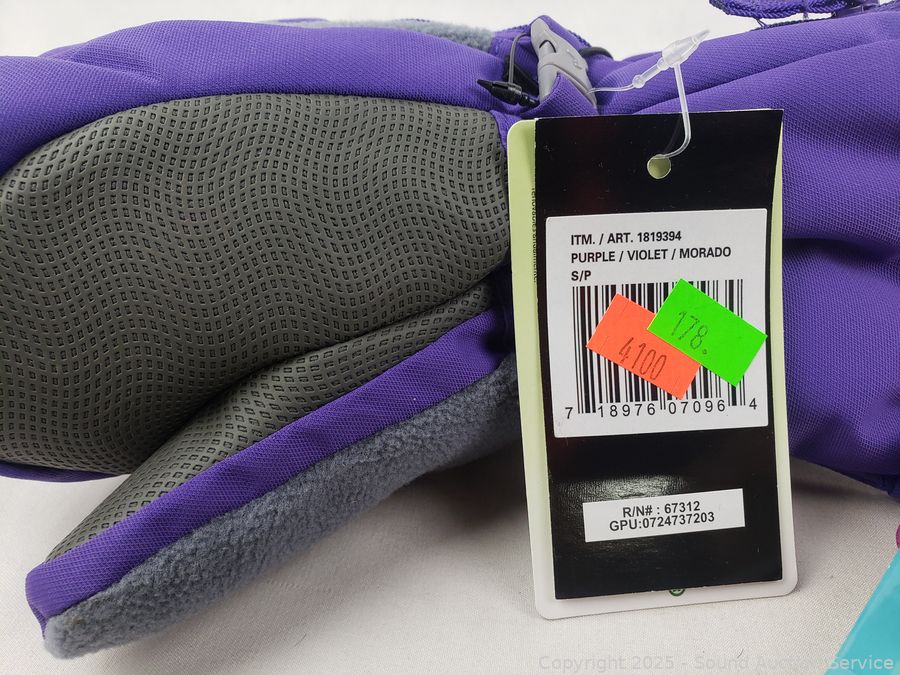 ITM. / ART. 1819394
PURPLE / VIOLET / MORADO
S/P
178.
4100
7 18976 07096 4
R/N# : 67312
GPU:0724737203
Copyright 2025 - Sound Auction Service